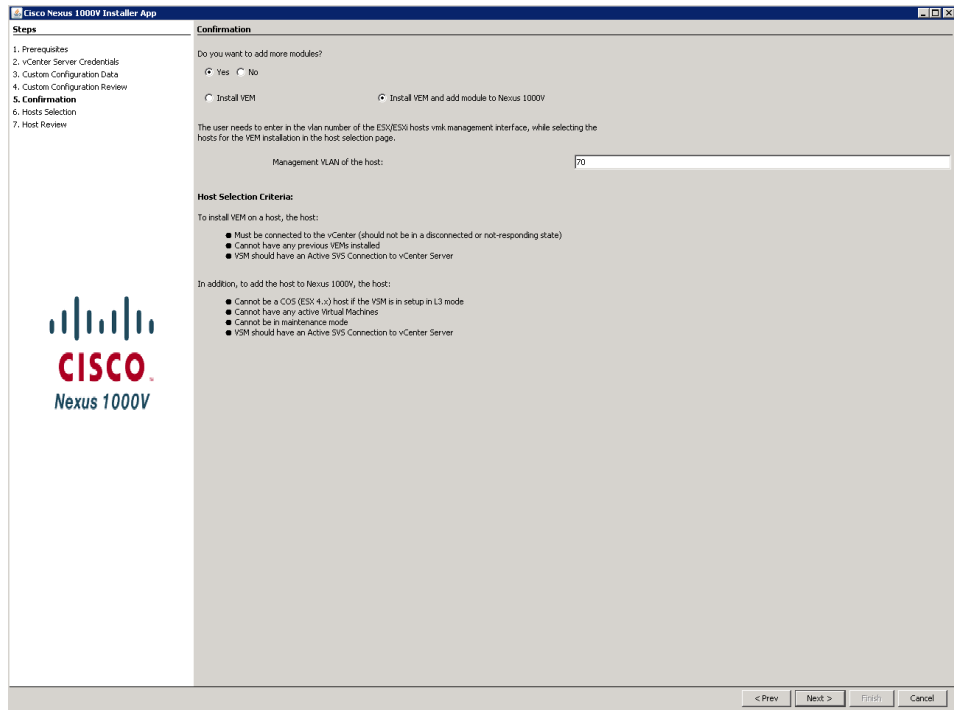 Cisco Nexus 1000V Installer App
Steps
1. Prerequisites
2. vCenter Server Credentials
3. Custom Configuration Data
4. Custom Configuration Review
5. Confirmation
6. Hosts Selection
7. Host Review
CISCO™
Nexus 1000V
Confirmation
Do you want to add more modules?
Yes No
Install VEM Install VEM and add module to Nexus 1000V
The user needs to enter in the vlan number of the ESX/ESXi hosts vmk management interface, while selecting the
hosts for the VEM installation in the host selection page.
Management VLAN of the host: 70
Host Selection Criteria:
To install VEM on a host, the host:
● Must be connected to the vCenter (should not be in a disconnected or not-responding state)
● Cannot have any previous VEMs installed
● VSM should have an Active SVS Connection to vCenter Server
In addition, to add the host to Nexus 1000V, the host:
● Cannot be a COS (ESX 4.x) host if the VSM is in setup in L3 mode
● Cannot have any active Virtual Machines
● Cannot be in maintenance mode
● VSM should have an Active SVS Connection to vCenter Server
< Prev Next > Finish Cancel